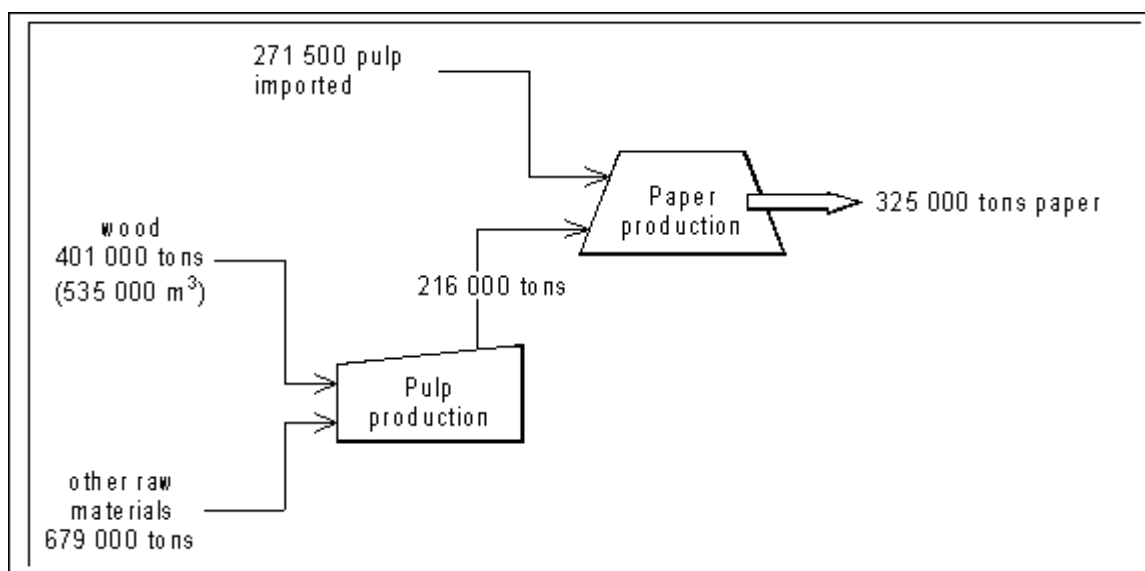 271 500 pulp
imported
Paper
production
325 000 tons paper
wood
401 000 tons
(535 000 m³)
216 000 tons
Pulp
production
other raw
materials
679 000 tons